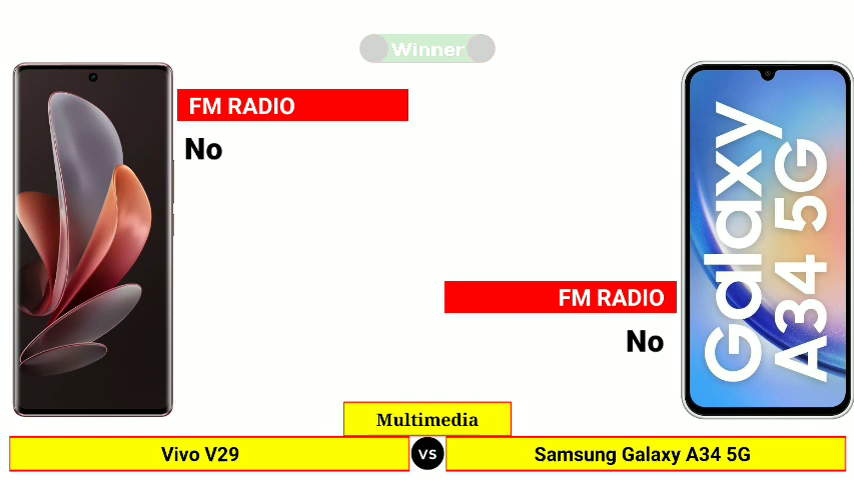 Winner
FM RADIO
No
Galaxy
A34 5G
FM RADIO
No
Multimedia
Vivo V29
VS
Samsung Galaxy A34 5G